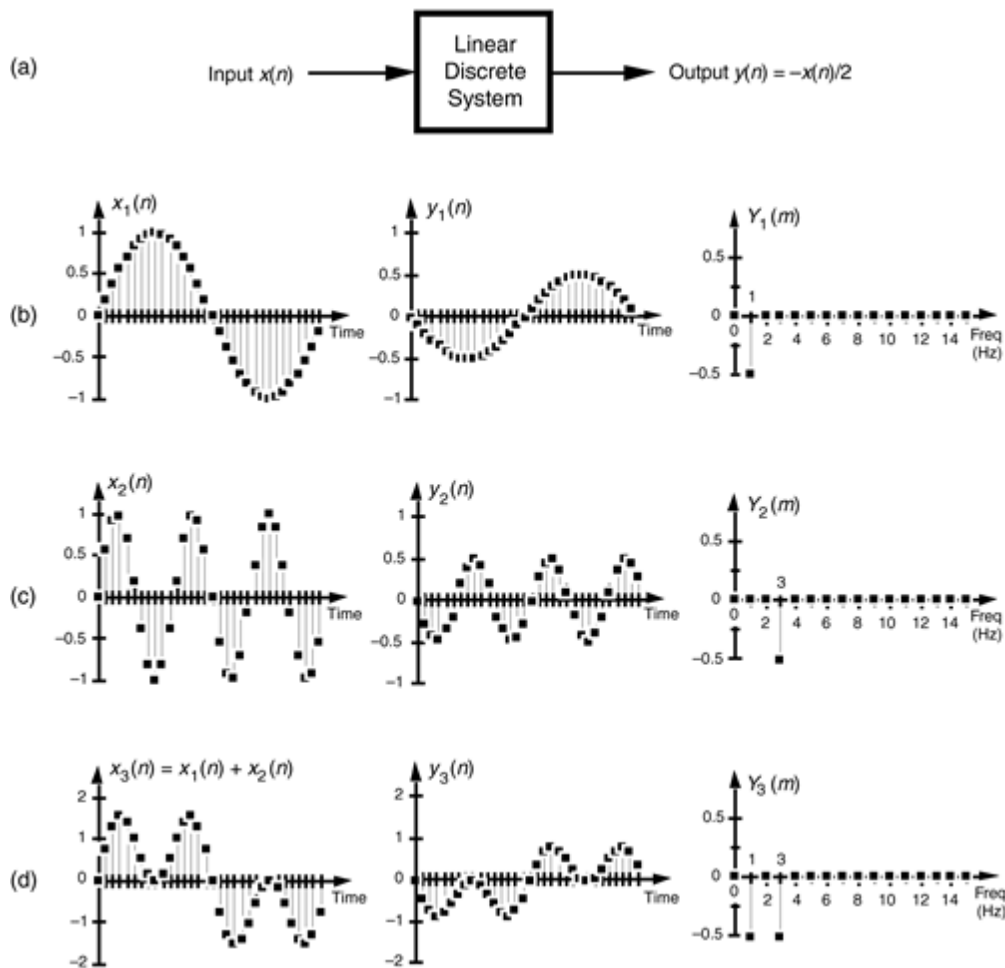 (a)
Input x(n)
Linear
Discrete
System
Output y(n) = –x(n)/2
(b)
x1(n)
1
0.5
0
–0.5
–1
Time
y1(n)
1
0.5
0
–0.5
–1
Time
Y1(m)
0.5
1
0
0
2
4
6
8
10
12
14
Freq
(Hz)
–0.5
(c)
x2(n)
1
0.5
0
–0.5
–1
Time
y2(n)
1
0.5
0
–0.5
–1
Time
Y2(m)
0.5
3
0
0
2
4
6
8
10
12
14
Freq
(Hz)
–0.5
(d)
x3(n) = x1(n) + x2(n)
2
1
0
–1
–2
Time
y3(n)
2
1
0
–1
–2
Time
Y3(m)
0.5
1
3
0
0
2
4
6
8
10
12
14
Freq
(Hz)
–0.5